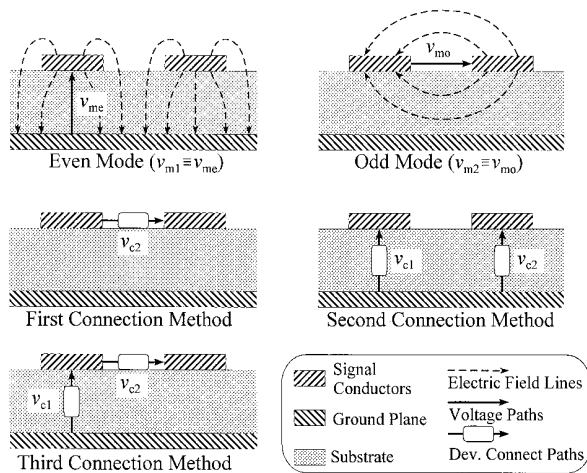 v_me
v_mo
Even Mode (v_m1≡v_me)
Odd Mode (v_m2≡v_mo)
v_c2
v_c1
v_c2
First Connection Method
Second Connection Method
v_c2
v_c1
Third Connection Method
Signal
Conductors
Ground Plane
Substrate
Electric Field Lines
Voltage Paths
Dev. Connect Paths